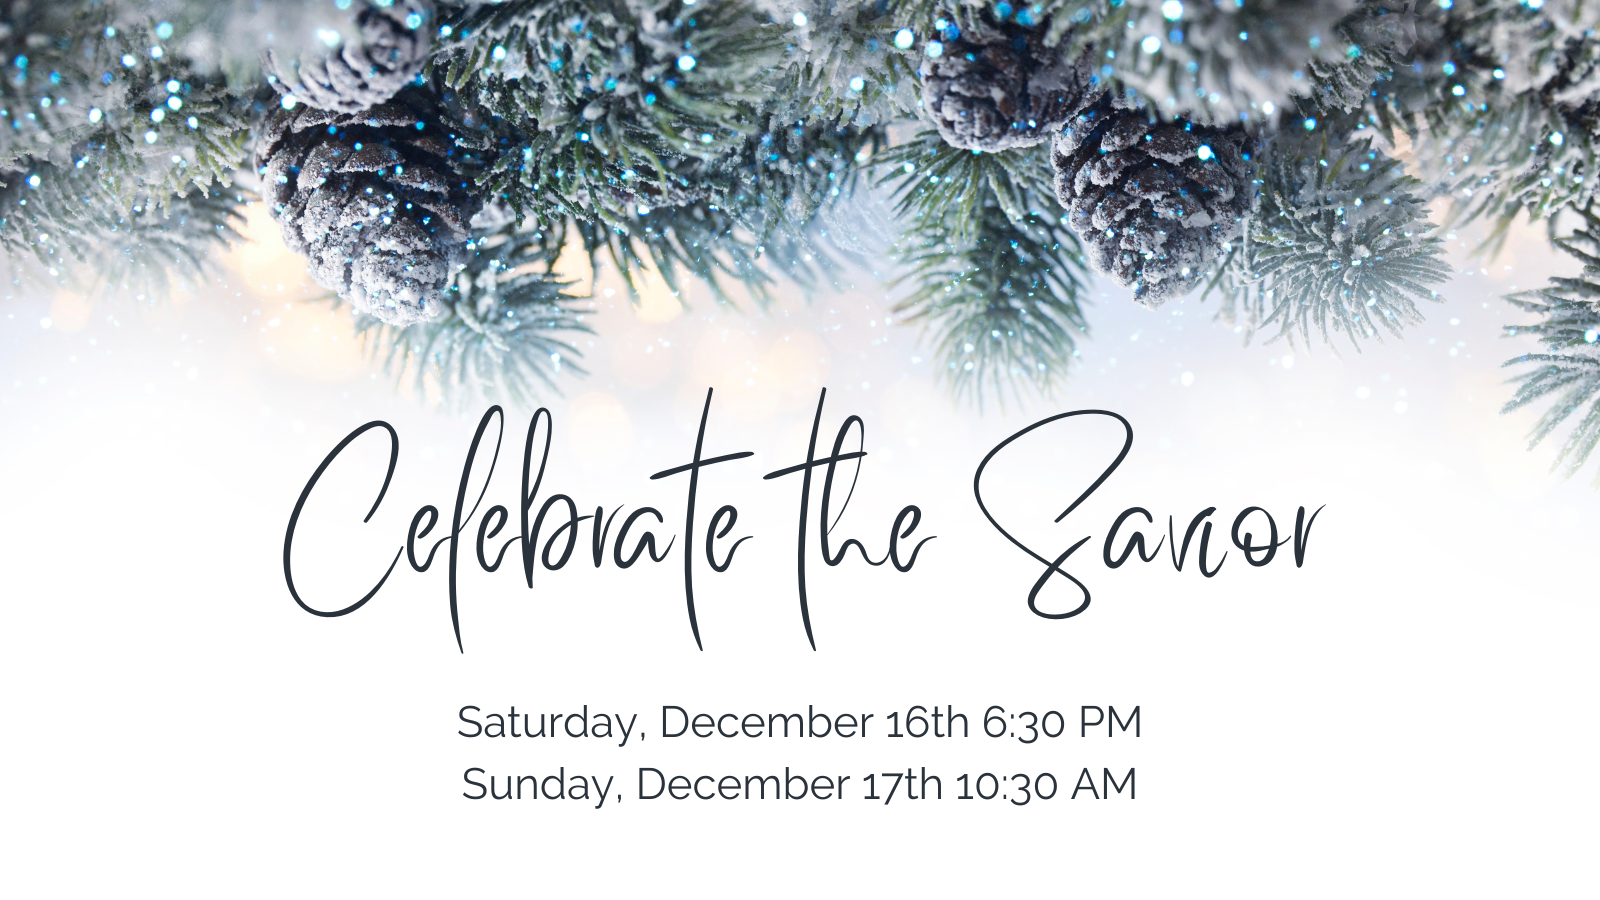 Celebrate the Savior
Saturday, December 16th 6:30 PM
Sunday, December 17th 10:30 AM